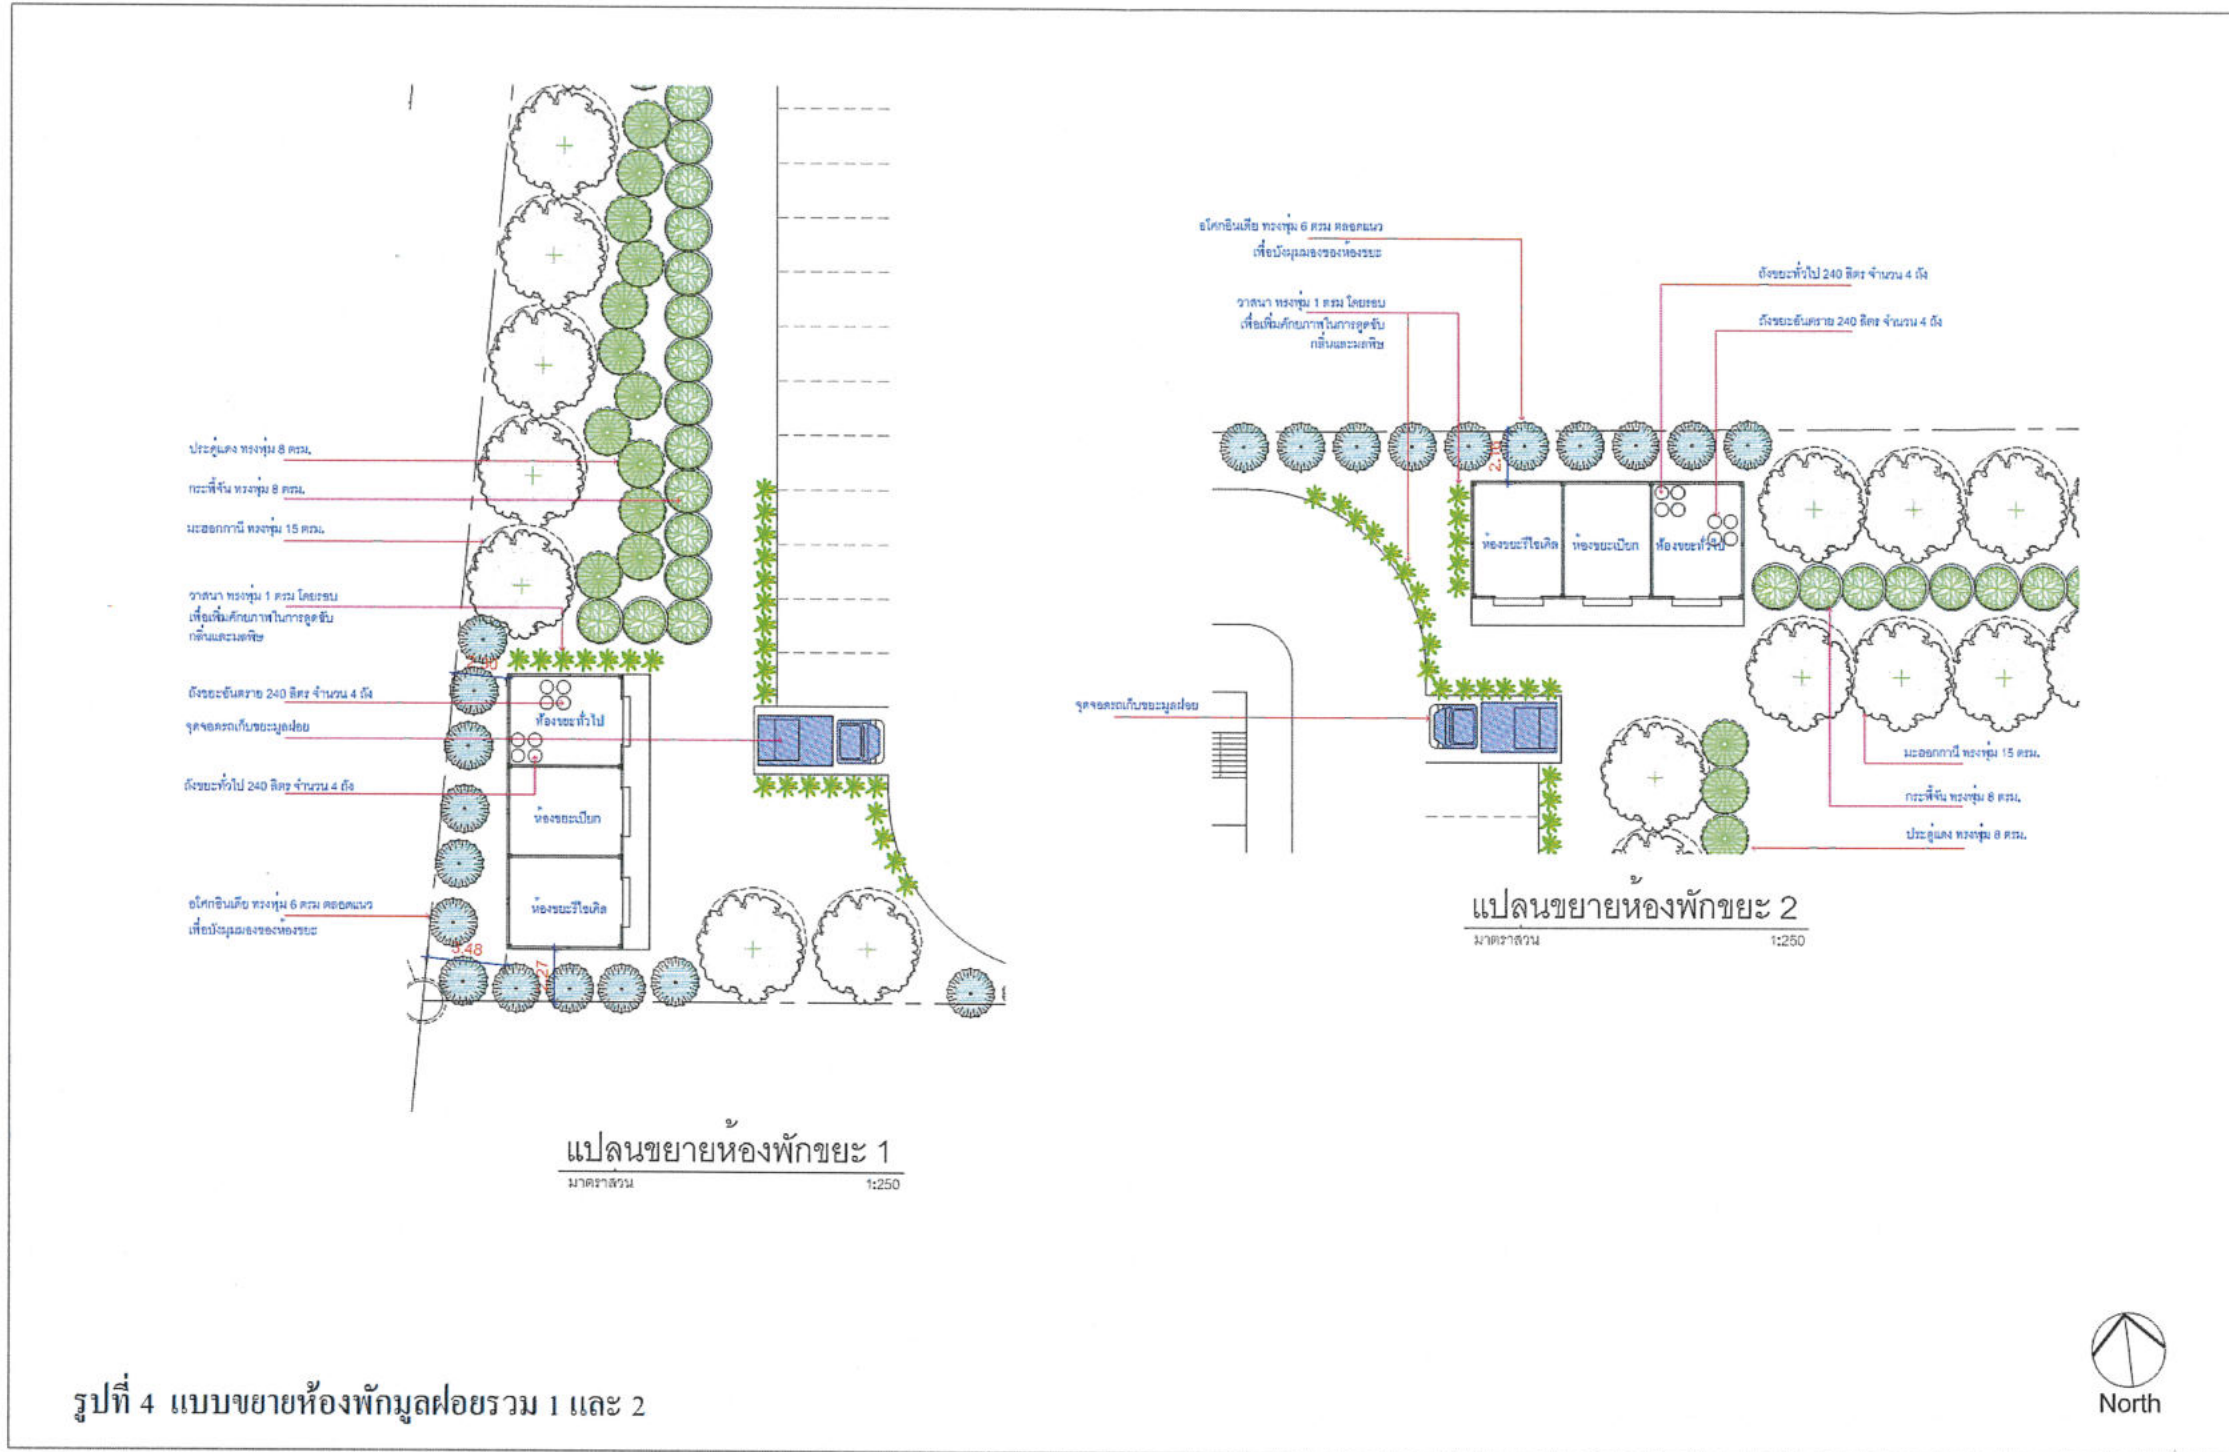 ประดู่แดง ทรงพุ่ม 8 ตรม.
กระพี้จั่น ทรงพุ่ม 8 ตรม.
มะฮอกกานี ทรงพุ่ม 15 ตรม.
วาสนา ทรงพุ่ม 1 ตรม โดยรอบ
เพื่อเพิ่มศักยภาพในการดูดซับ
กลิ่นและมลพิษ
2.30
ถังขยะอันตราย 240 ลิตร จำนวน 4 ถัง
ห้องขยะทั่วไป
จุดจอดรถเก็บขยะมูลฝอย
ถังขยะทั่วไป 240 ลิตร จำนวน 4 ถัง
ห้องขยะเปียก
อโศกอินเดีย ทรงพุ่ม 6 ตรม ตลอดแนว
เพื่อบังมุมมองของห้องขยะ
ห้องขยะรีไซเคิล
3.48
2.27
แปลนขยายห้องพักขยะ 1
มาตราส่วน 1:250
อโศกอินเดีย ทรงพุ่ม 6 ตรม ตลอดแนว
เพื่อบังมุมมองของห้องขยะ
วาสนา ทรงพุ่ม 1 ตรม โดยรอบ
เพื่อเพิ่มศักยภาพในการดูดซับ
กลิ่นและมลพิษ
ถังขยะทั่วไป 240 ลิตร จำนวน 4 ถัง
ถังขยะอันตราย 240 ลิตร จำนวน 4 ถัง
ห้องขยะรีไซเคิล
ห้องขยะเปียก
ห้องขยะทั่วไป
จุดจอดรถเก็บขยะมูลฝอย
มะฮอกกานี ทรงพุ่ม 15 ตรม.
กระพี้จั่น ทรงพุ่ม 8 ตรม.
ประดู่แดง ทรงพุ่ม 8 ตรม.
แปลนขยายห้องพักขยะ 2
มาตราส่วน 1:250
North
รูปที่ 4 แบบขยายห้องพักมูลฝอยรวม 1 และ 2